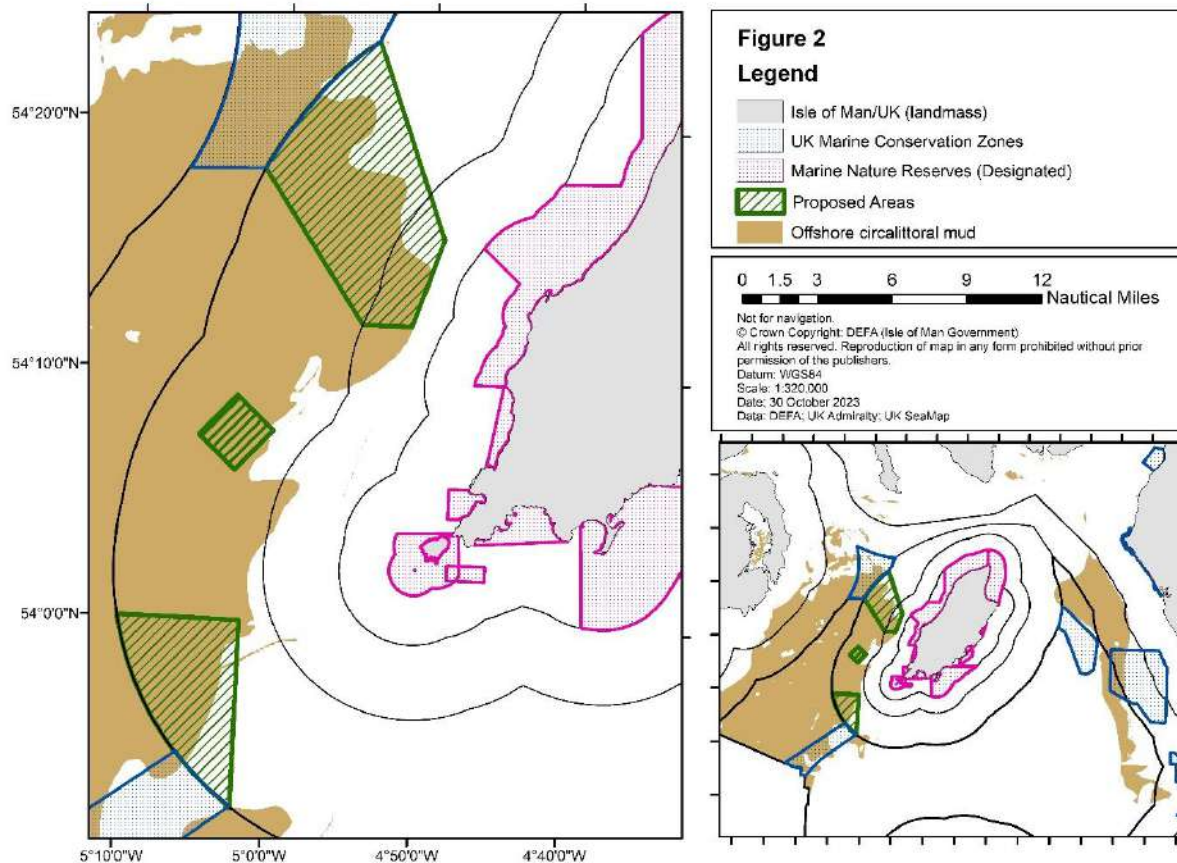 Figure 2
Legend
Isle of Man/UK (landmass)
UK Marine Conservation Zones
Marine Nature Reserves (Designated)
Proposed Areas
Offshore circalittoral mud
0 1.5 3 6 9 12
Nautical Miles
Not for navigation.
© Crown Copyright: DEFA (Isle of Man Government)
All rights reserved. Reproduction of map in any form prohibited without prior
permission of the publishers.
Datum: WGS84
Scale: 1:320,000
Date: 30 October 2023
Data: DEFA; UK Admiralty; UK SeaMap
54°20'0"N
54°10'0"N
54°0'0"N
5°10'0"W 5°0'0"W 4°50'0"W 4°40'0"W